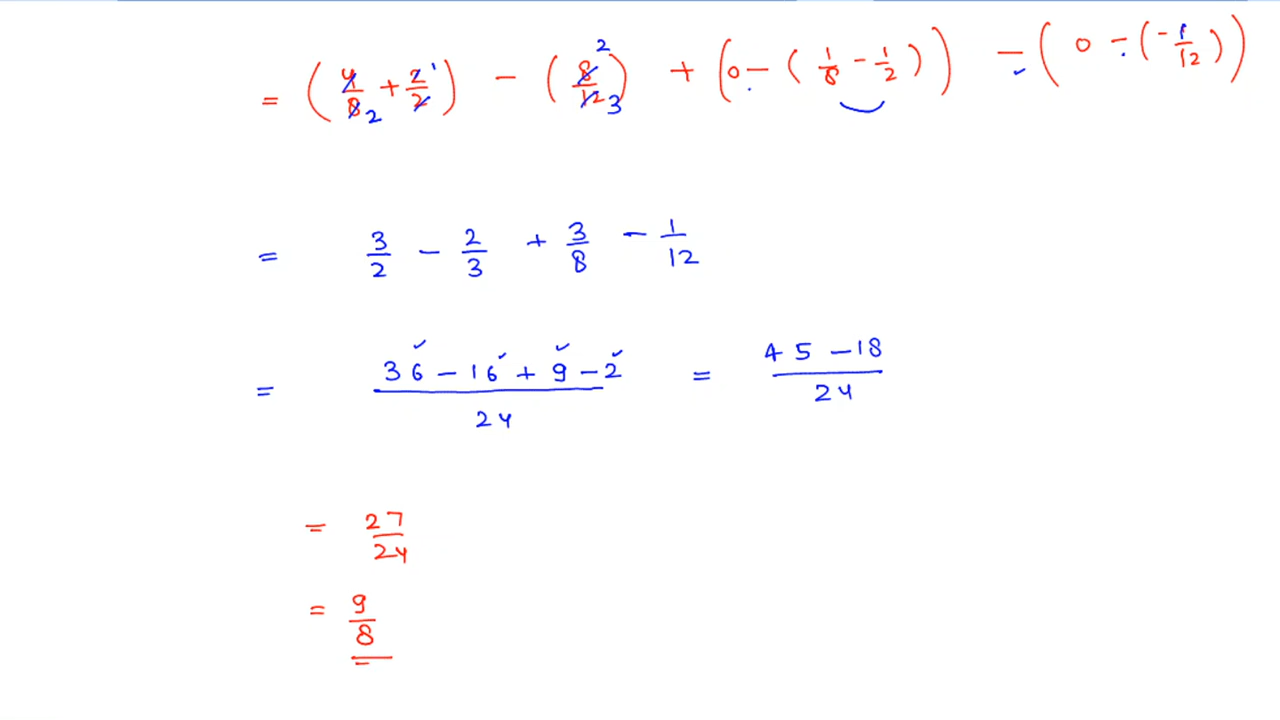 = (4/8 2 + 2 1/2) - (8 2/12 3) + (0 - (1/8 - 1/2)) - (0 - (-1/12))
= 3/2 - 2/3 + 3/8 - 1/12
= 36 - 16 + 9 - 2/24 = 45 - 18/24
= 27/24
= 9/8